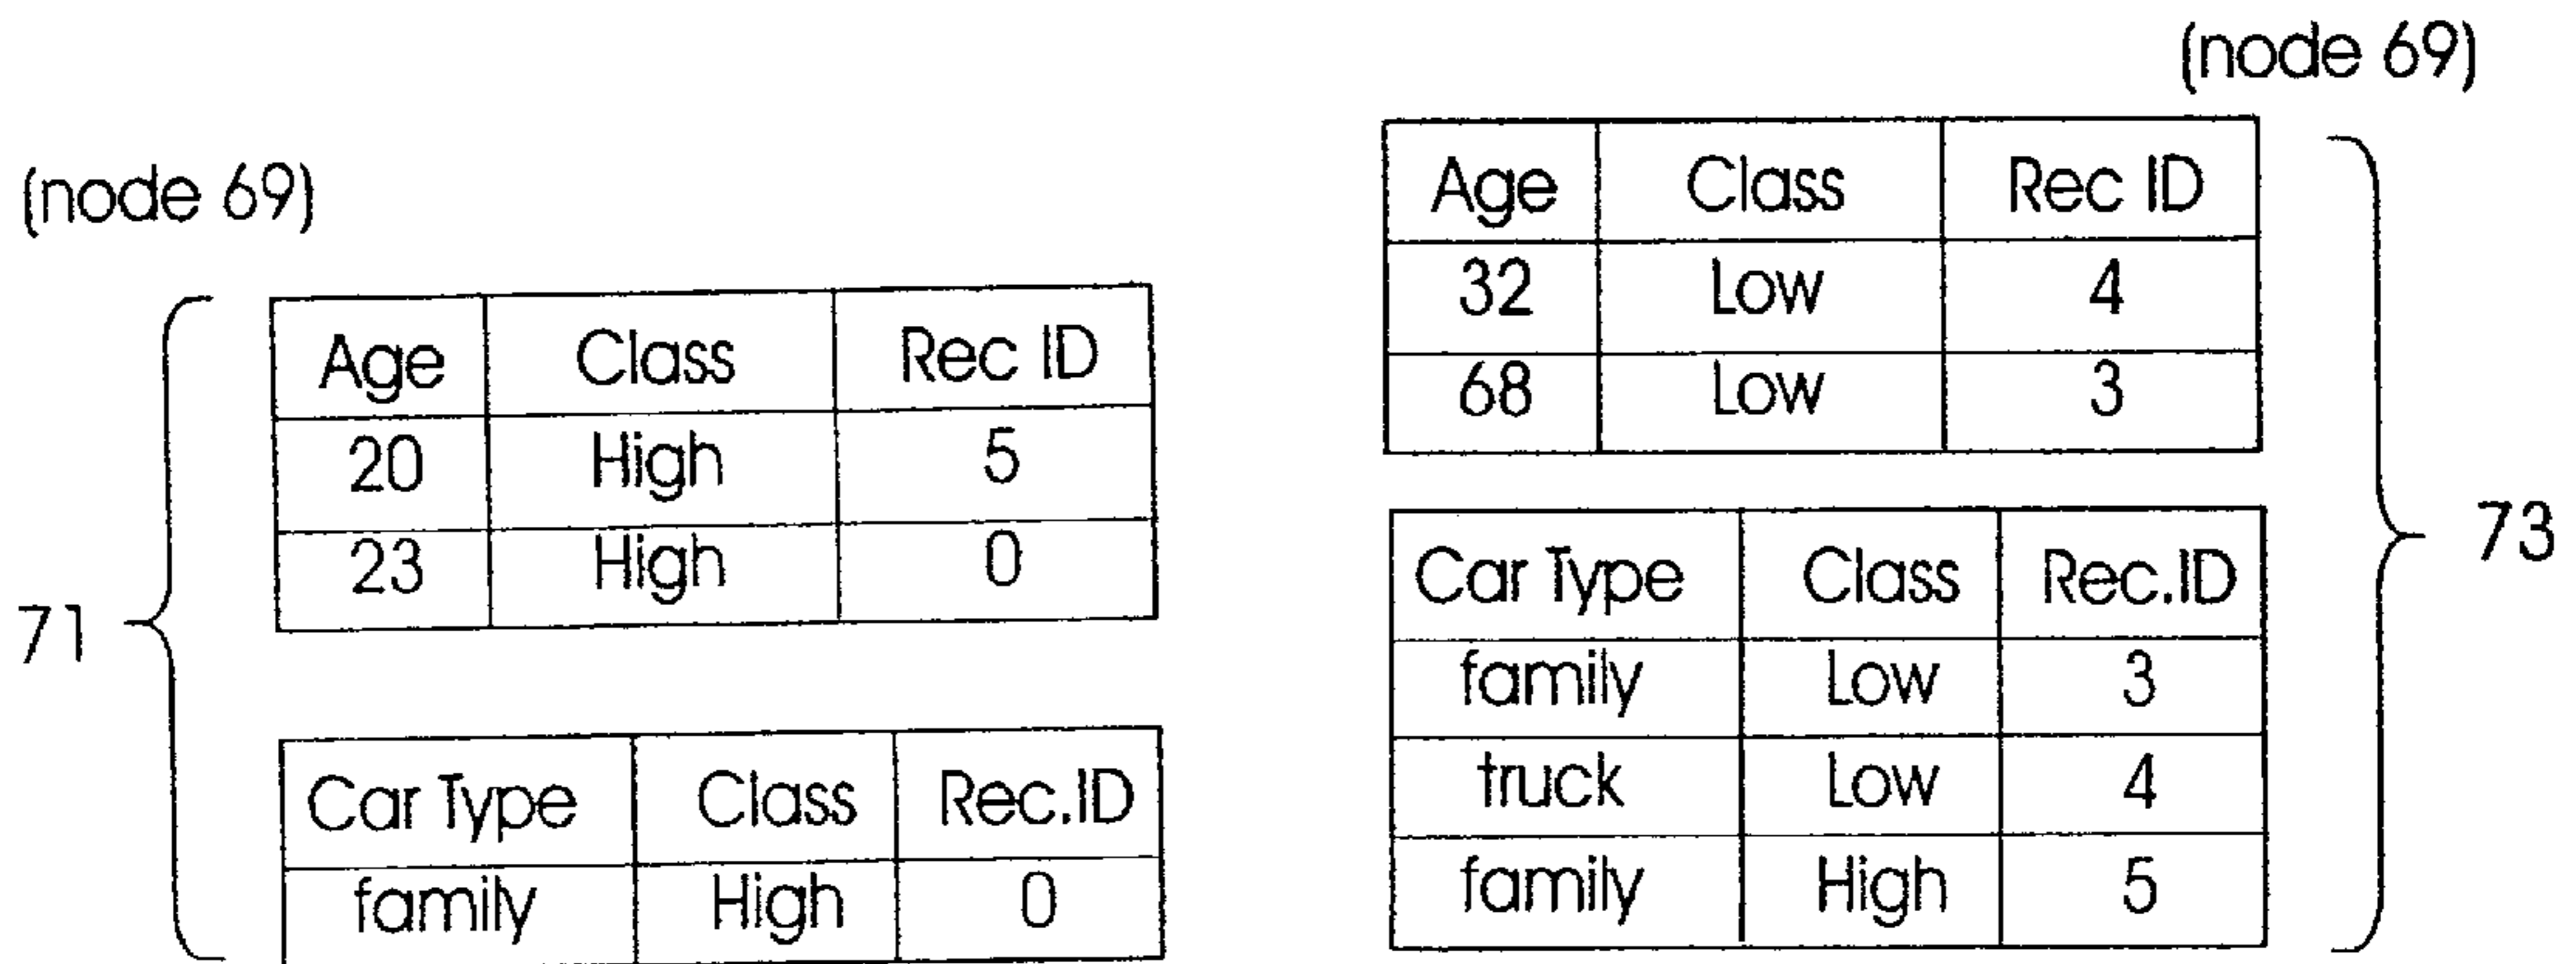 (node 69)
Age Class Rec ID
20 High 5
23 High 0
Car Type Class Rec.ID
family High 0
71
(node 69)
Age Class Rec ID
32 Low 4
68 Low 3
Car Type Class Rec.ID
family Low 3
truck Low 4
family High 5
73